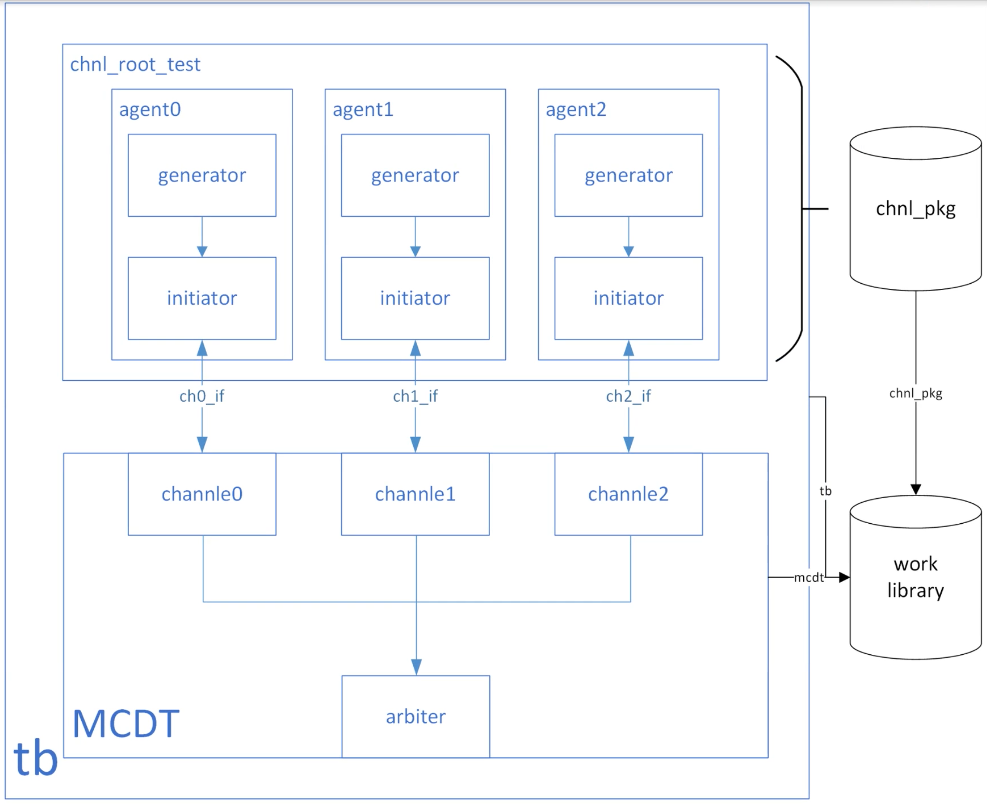 chnl_root_test
agent0
agent1
agent2
generator
generator
generator
initiator
initiator
initiator
chnl_pkg
ch0_if
ch1_if
ch2_if
chnl_pkg
channle0
channle1
channle2
tb
work
library
mcdt
arbiter
MCDT
tb